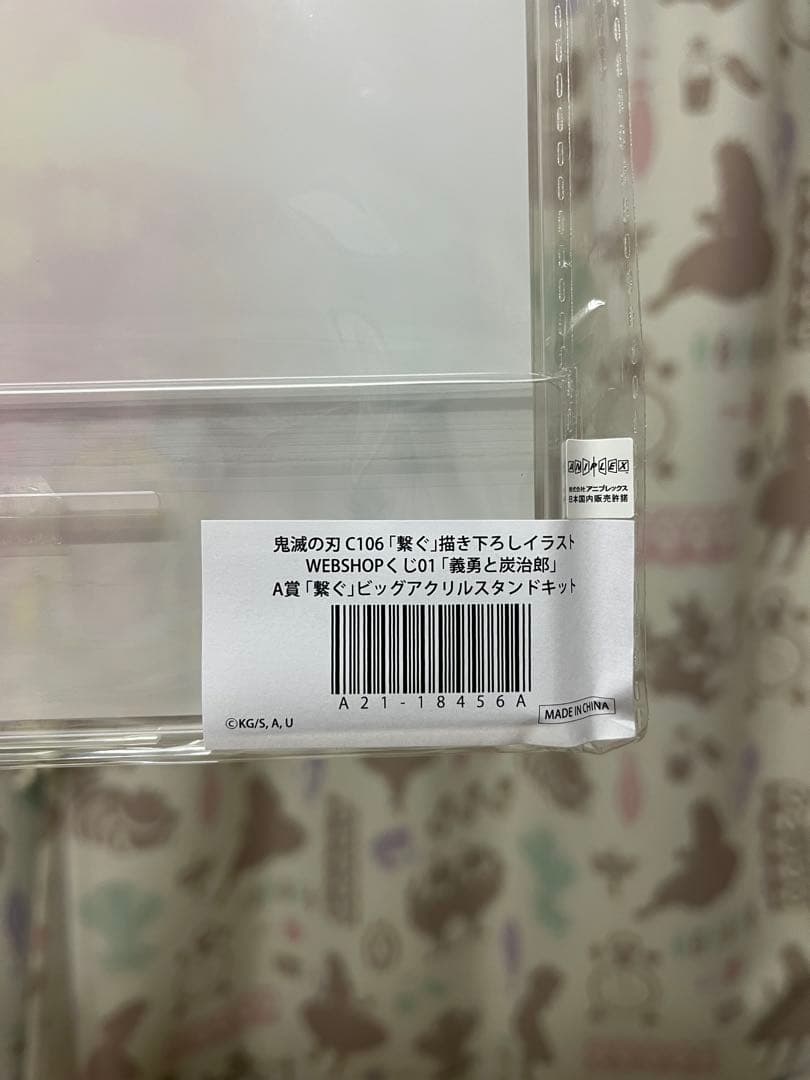 ANIPLEX
株式会社アニプレックス
日本国内販売許諾
鬼滅の刃 C106「繋ぐ」描き下ろしイラスト
WEBSHOPくじ01「義勇と炭治郎」
A賞「繋ぐ」ビッグアクリルスタンドキット
A21-18456A
©KG/S, A, U
MADE IN CHINA